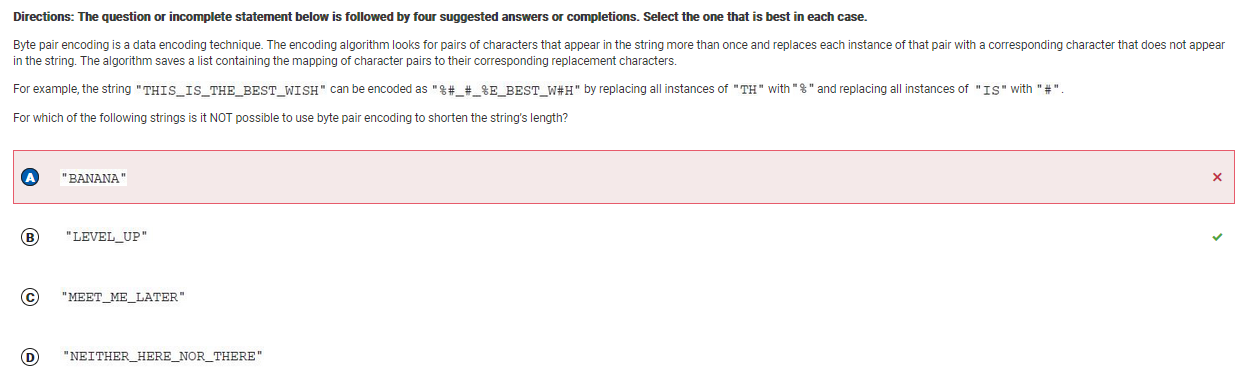 Directions: The question or incomplete statement below is followed by four suggested answers or completions. Select the one that is best in each case.
Byte pair encoding is a data encoding technique. The encoding algorithm looks for pairs of characters that appear in the string more than once and replaces each instance of that pair with a corresponding character that does not appear
in the string. The algorithm saves a list containing the mapping of character pairs to their corresponding replacement characters.
For example, the string "THIS_IS_THE_BEST_WISH" can be encoded as "%#_#_%E_BEST_W#H" by replacing all instances of "TH" with "%" and replacing all instances of "IS" with "#".
For which of the following strings is it NOT possible to use byte pair encoding to shorten the string's length?
A "BANANA"
B "LEVEL_UP"
C "MEET_ME_LATER"
D "NEITHER_HERE_NOR_THERE"